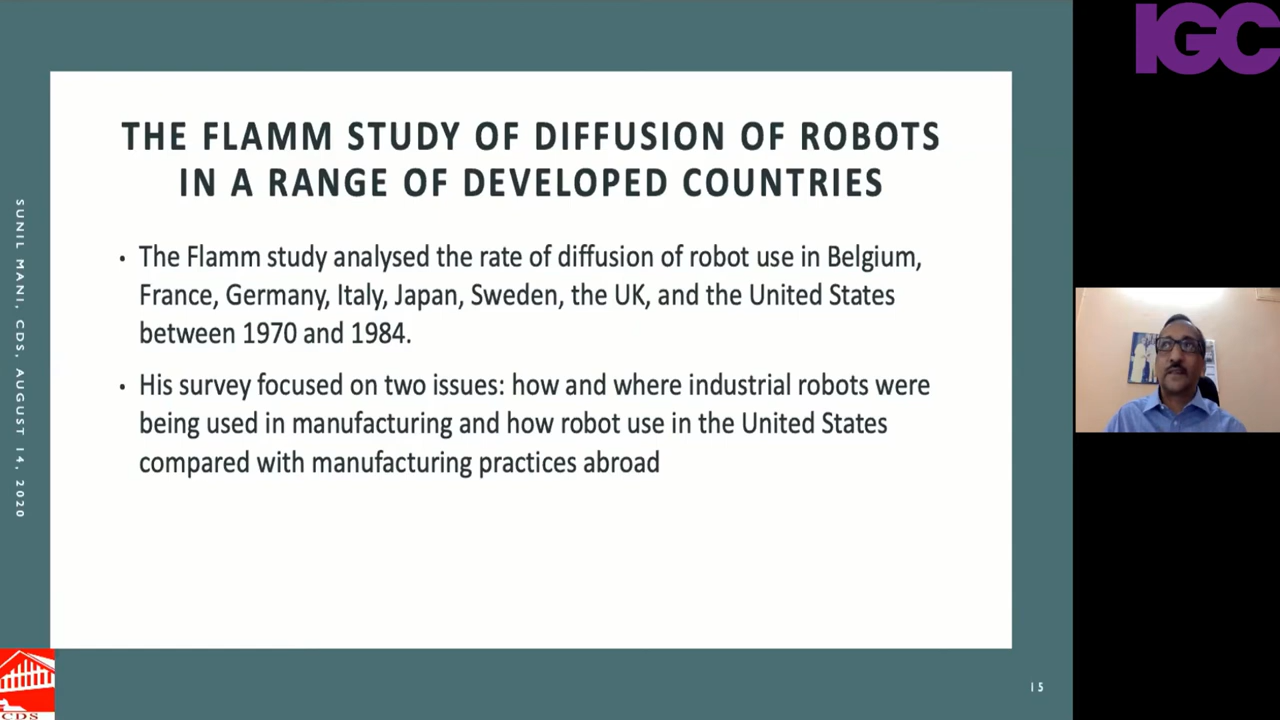 IGC
THE FLAMM STUDY OF DIFFUSION OF ROBOTS
IN A RANGE OF DEVELOPED COUNTRIES
• The Flamm study analysed the rate of diffusion of robot use in Belgium,
France, Germany, Italy, Japan, Sweden, the UK, and the United States
between 1970 and 1984.
• His survey focused on two issues: how and where industrial robots were
being used in manufacturing and how robot use in the United States
compared with manufacturing practices abroad
SUNIL MANI, CDS, AUGUST 14, 2020
CDS
15